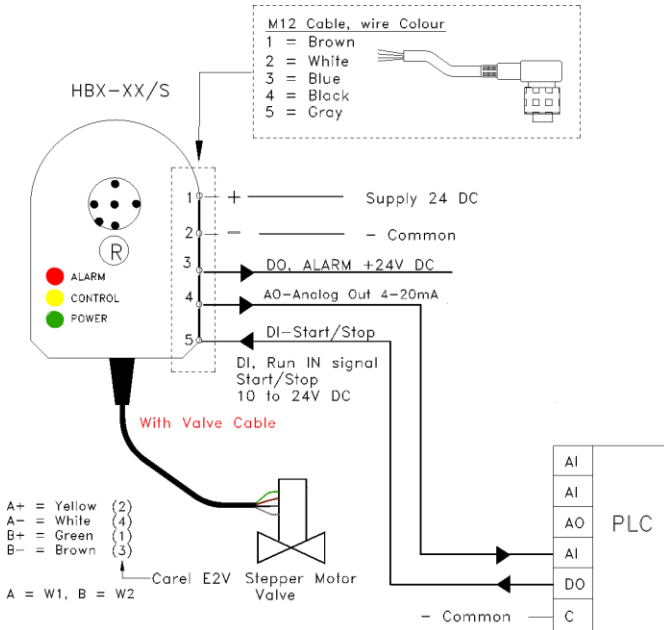 M12 Cable, wire Colour
1 = Brown
2 = White
3 = Blue
4 = Black
5 = Gray
HBX-XX/S
1 + Supply 24 DC
2 - - Common
3 DO, ALARM +24V DC
4 AO-Analog Out 4-20mA
5 DI-Start/Stop
DI, Run IN signal
Start/Stop
10 to 24V DC
R
ALARM
CONTROL
POWER
With Valve Cable
A+ = Yellow (2)
A- = White (4)
B+ = Green (1)
B- = Brown (3)
A = W1, B = W2
Carel E2V Stepper Motor
Valve
AI
AI
AO
AI
DO
C
PLC
- Common